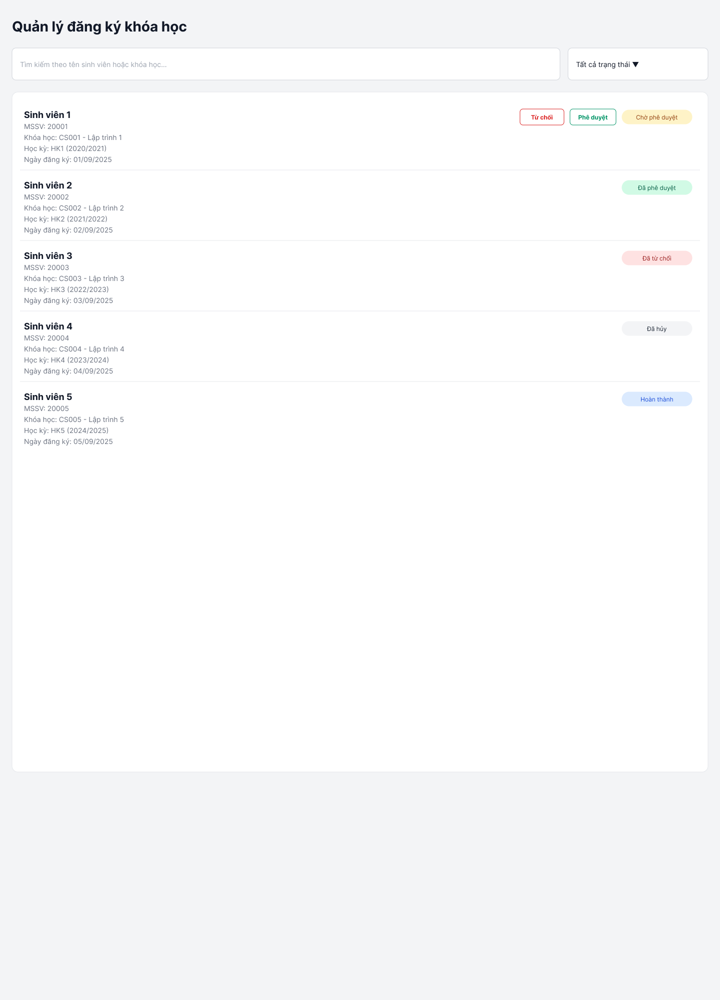 Quản lý đăng ký khóa học
Tìm kiếm theo tên sinh viên hoặc khóa học...
Tất cả trạng thái ▼
Sinh viên 1
Từ chối
Phê duyệt
Chờ phê duyệt
MSSV: 20001
Khóa học: CS001 - Lập trình 1
Học kỳ: HK1 (2020/2021)
Ngày đăng ký: 01/09/2025
Sinh viên 2
Đã phê duyệt
MSSV: 20002
Khóa học: CS002 - Lập trình 2
Học kỳ: HK2 (2021/2022)
Ngày đăng ký: 02/09/2025
Sinh viên 3
Đã từ chối
MSSV: 20003
Khóa học: CS003 - Lập trình 3
Học kỳ: HK3 (2022/2023)
Ngày đăng ký: 03/09/2025
Sinh viên 4
Đã hủy
MSSV: 20004
Khóa học: CS004 - Lập trình 4
Học kỳ: HK4 (2023/2024)
Ngày đăng ký: 04/09/2025
Sinh viên 5
Hoàn thành
MSSV: 20005
Khóa học: CS005 - Lập trình 5
Học kỳ: HK5 (2024/2025)
Ngày đăng ký: 05/09/2025